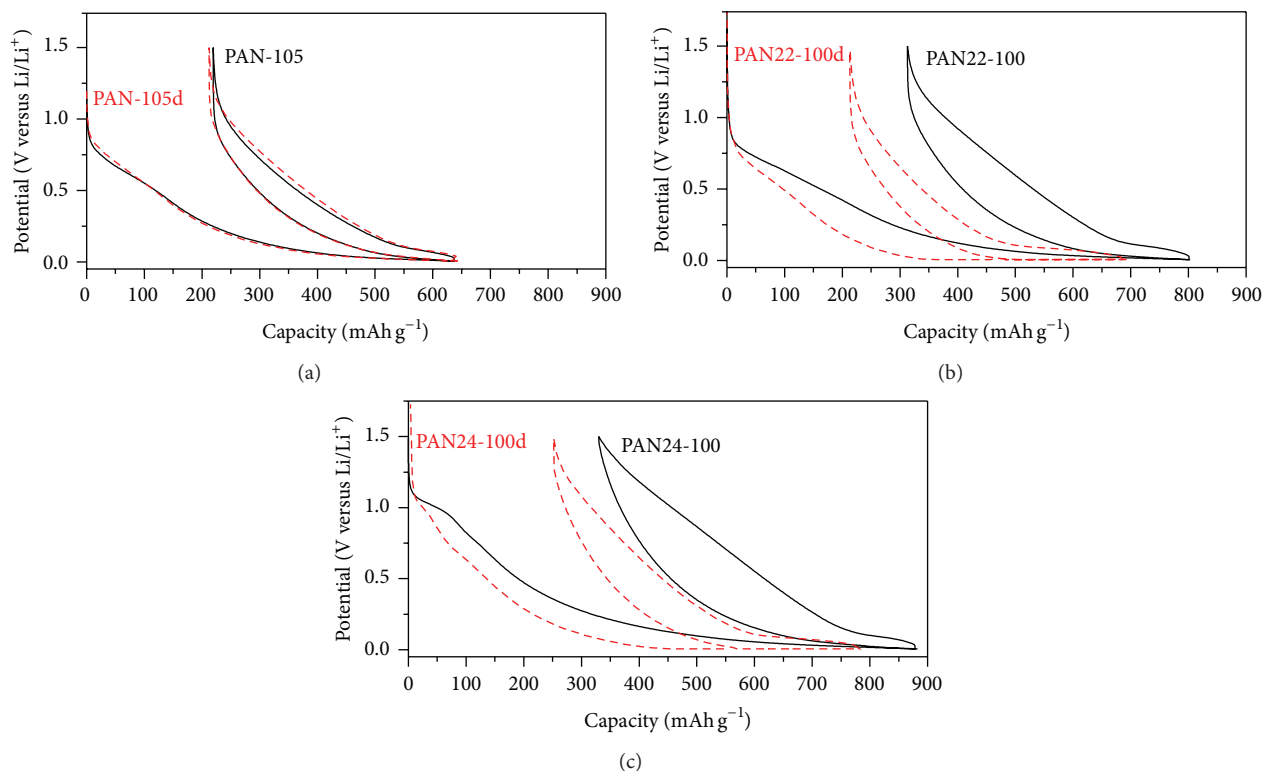 Potential (V versus Li/Li⁺)
1.5
1.0
0.5
0.0
PAN-105
PAN-105d
0 100 200 300 400 500 600 700 800 900
Capacity (mAh g⁻¹)
(a)
Potential (V versus Li/Li⁺)
1.5
1.0
0.5
0.0
PAN22-100d PAN22-100
0 100 200 300 400 500 600 700 800 900
Capacity (mAh g⁻¹)
(b)
Potential (V versus Li/Li⁺)
1.5
1.0
0.5
0.0
PAN24-100d PAN24-100
0 100 200 300 400 500 600 700 800 900
Capacity (mAh g⁻¹)
(c)